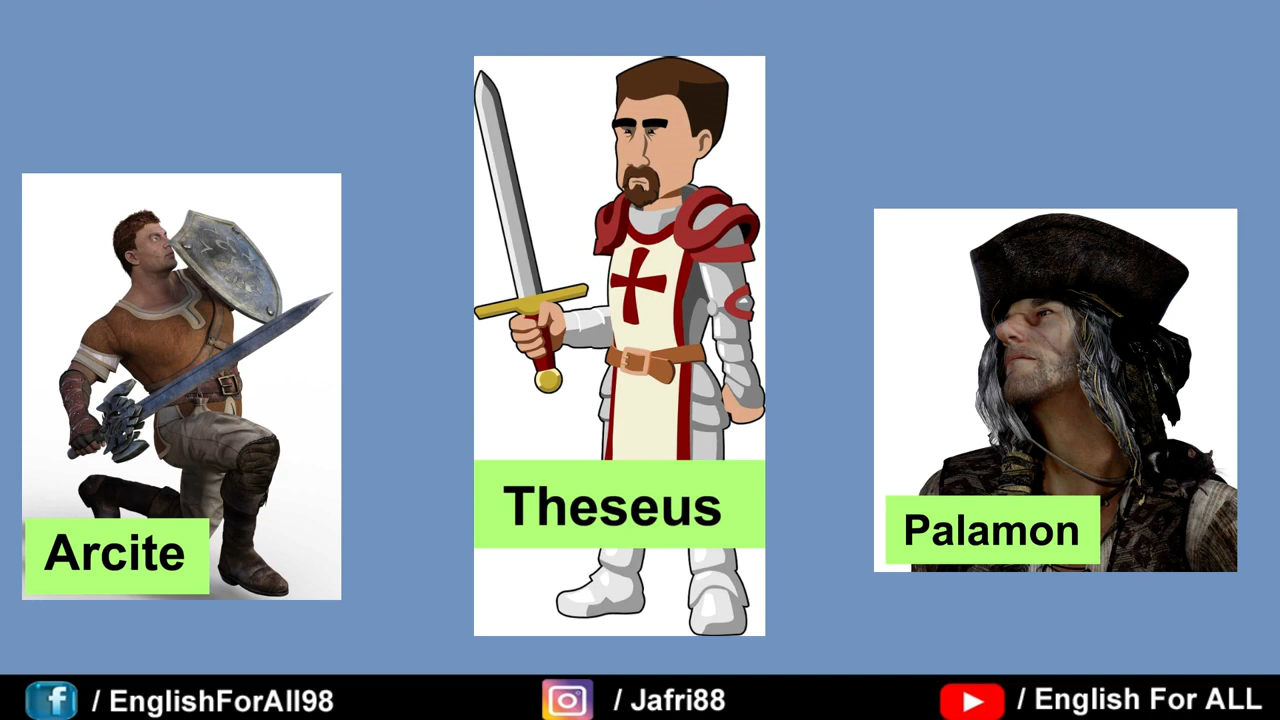 Theseus
Arcite
Palamon
/ EnglishForAll98
/ Jafri88
/ English For ALL